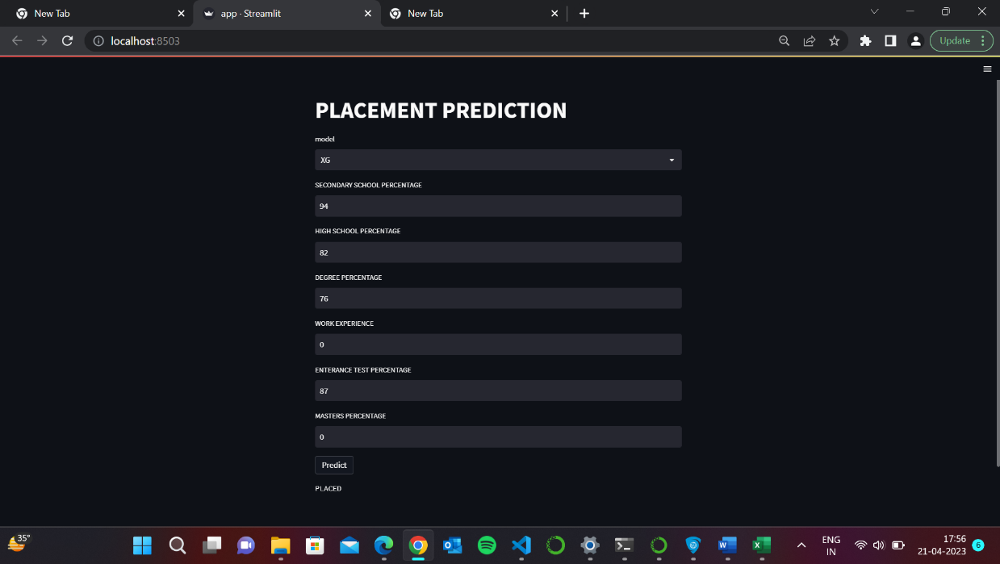 New Tab
app · Streamlit
New Tab
localhost:8503
Update
PLACEMENT PREDICTION
model
XG
SECONDARY SCHOOL PERCENTAGE
94
HIGH SCHOOL PERCENTAGE
82
DEGREE PERCENTAGE
76
WORK EXPERIENCE
0
ENTERANCE TEST PERCENTAGE
87
MASTERS PERCENTAGE
0
Predict
PLACED
35°
ENG
IN
17:56
21-04-2023
6